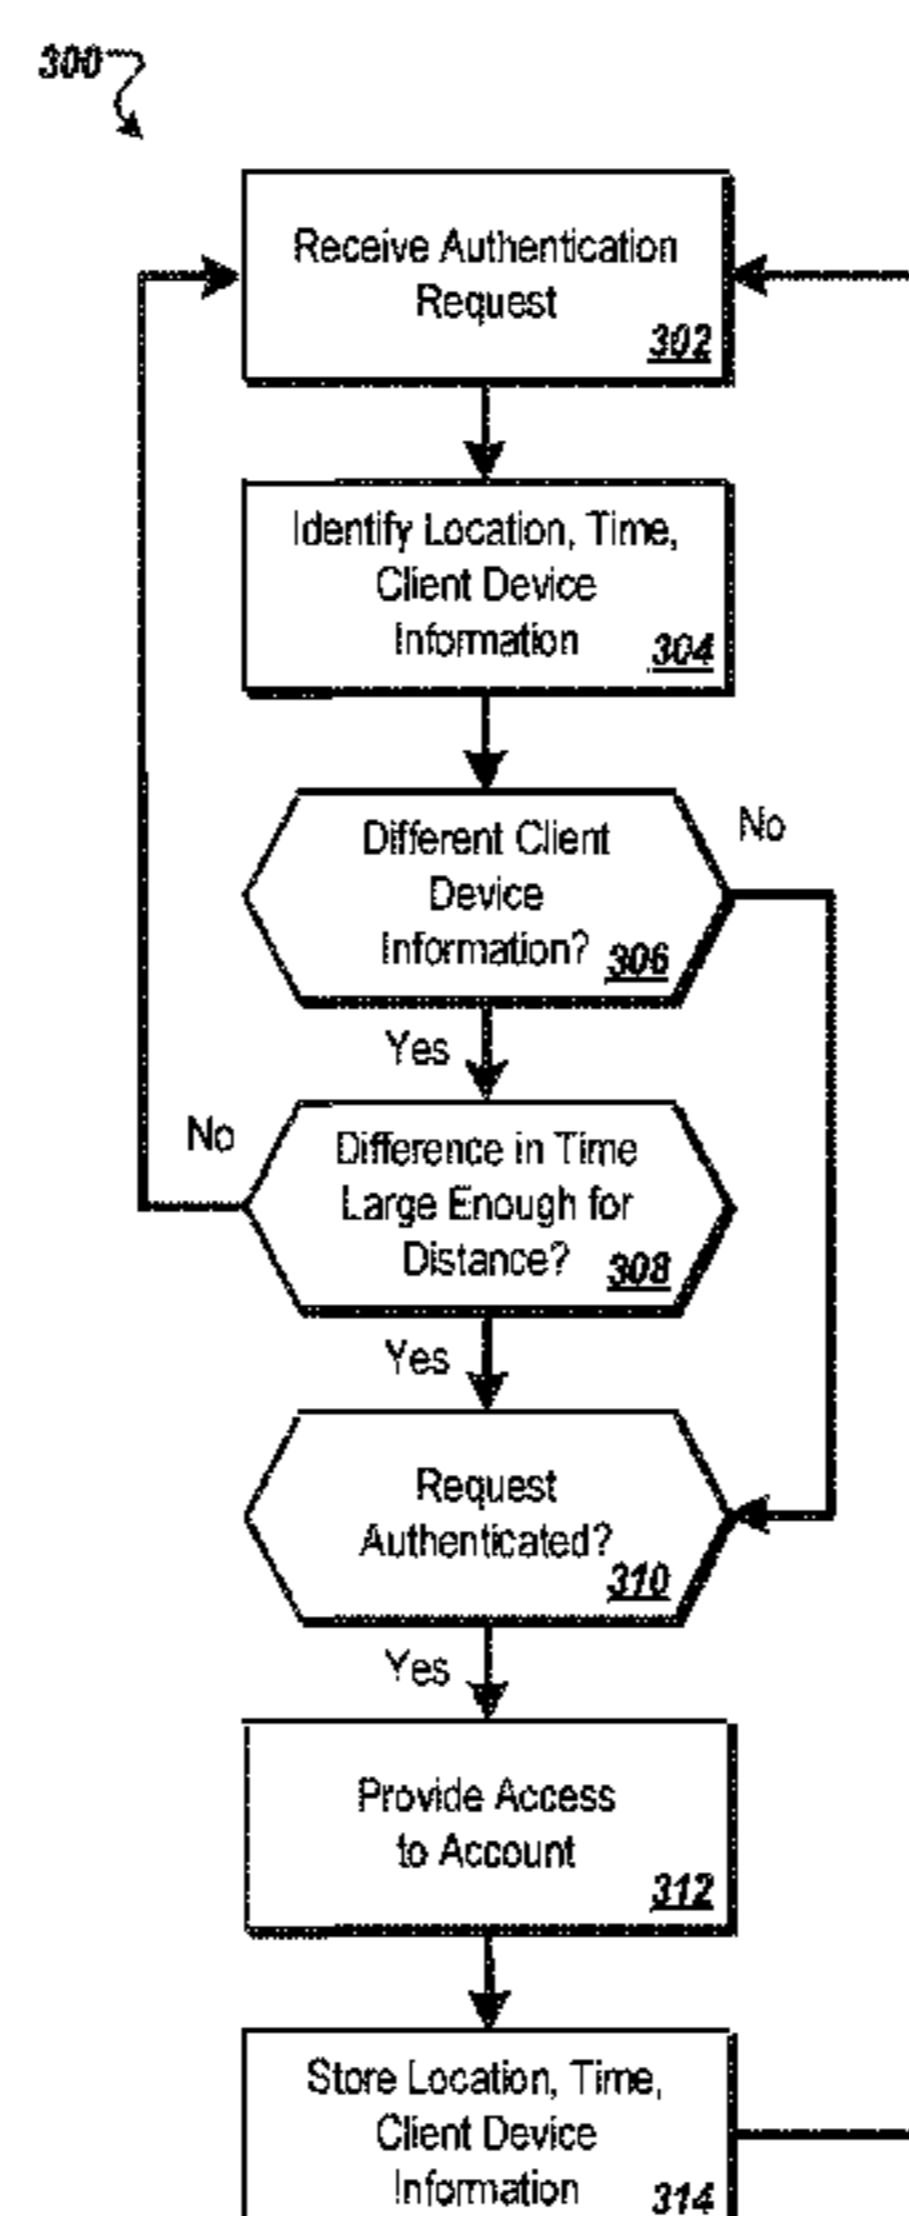 300
Receive Authentication
Request
302
Identify Location, Time,
Client Device
Information
304
Different Client
Device
Information?
306
No
Yes
Difference in Time
Large Enough for
Distance?
308
No
Yes
Request
Authenticated?
310
Yes
Provide Access
to Account
312
Store Location, Time,
Client Device
Information
314